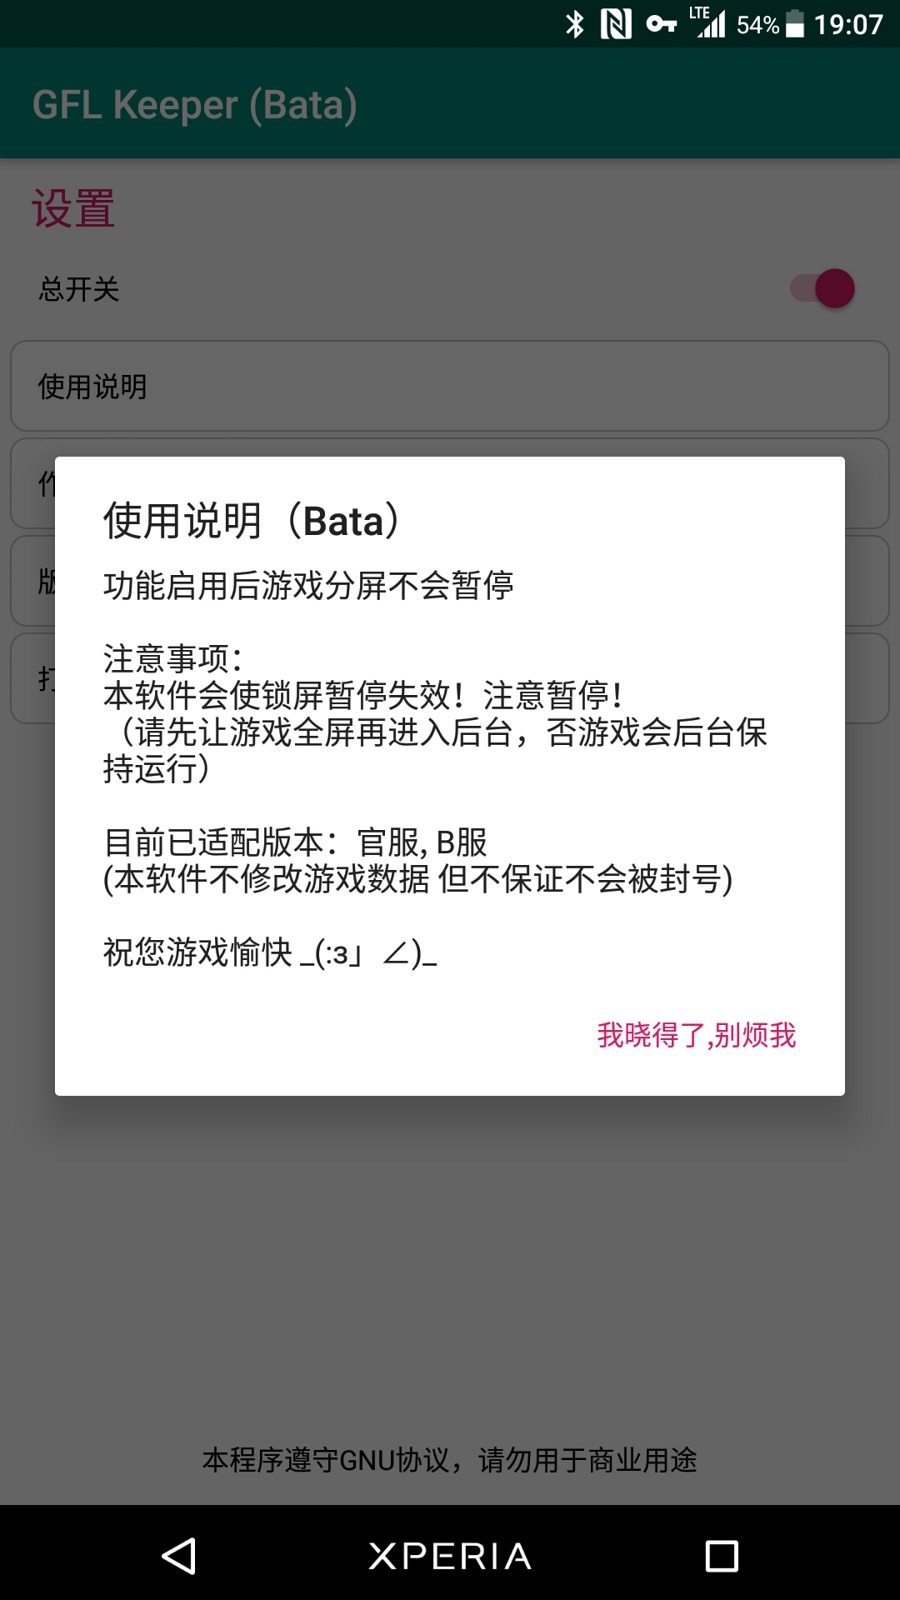 LTE 54% 19:07
GFL Keeper (Bata)
设置
总开关
使用说明
使用说明（Bata）
功能启用后游戏分屏不会暂停
注意事项：
本软件会使锁屏暂停失效！注意暂停！
（请先让游戏全屏再进入后台，否游戏会后台保
持运行）
目前已适配版本：官服, B服
(本软件不修改游戏数据 但不保证不会被封号)
祝您游戏愉快 _(:з」∠)_
我晓得了,别烦我
本程序遵守GNU协议，请勿用于商业用途
XPERIA